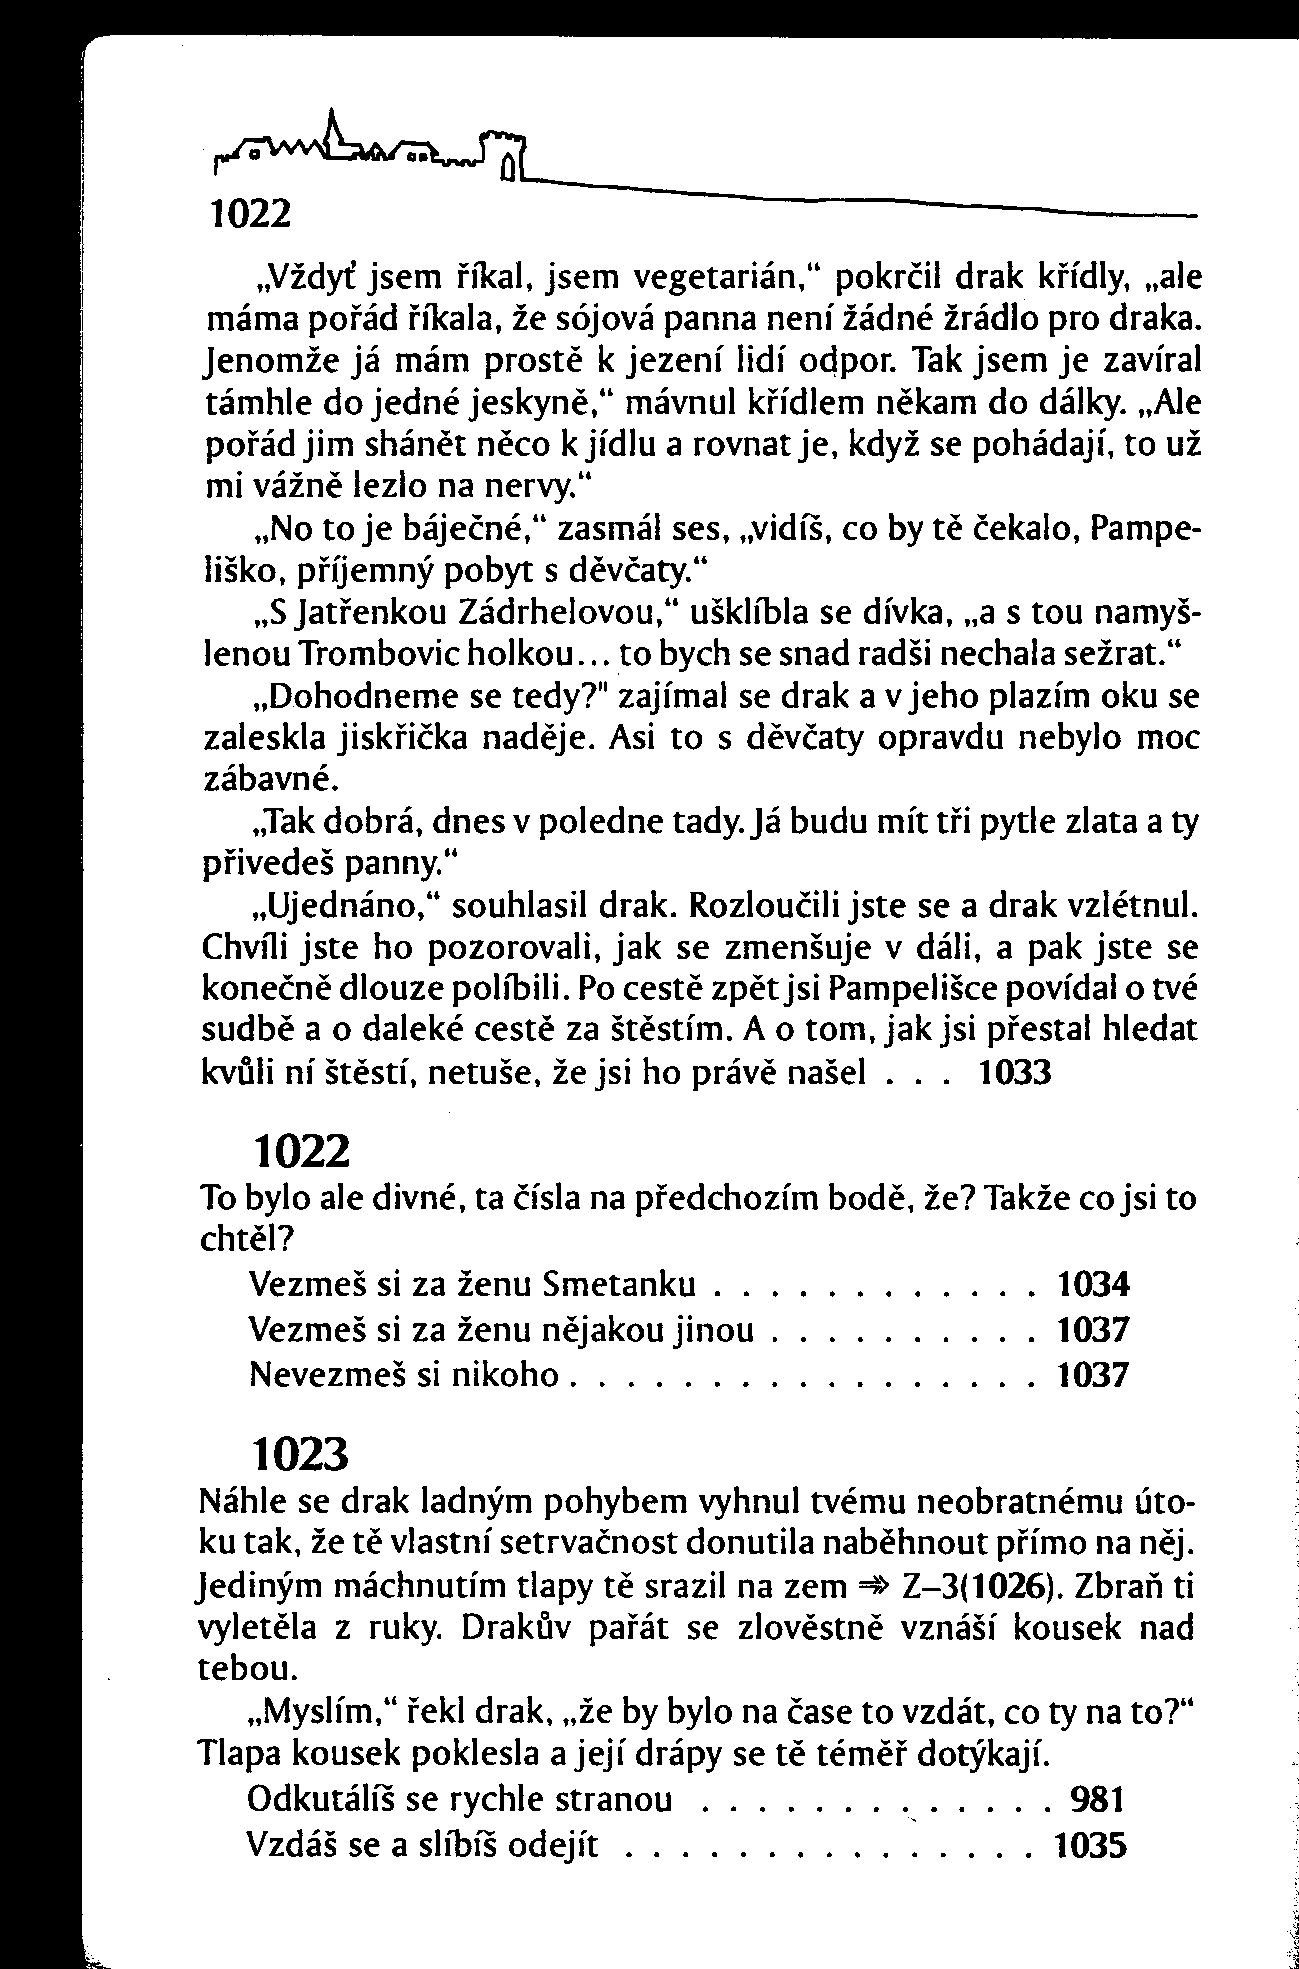 1022
„Vždyť jsem říkal, jsem vegetarián,“ pokrčil drak křídly, „ale
máma pořád říkala, že sójová panna není žádné žrádlo pro draka.
Jenomže já mám prostě k jezení lidí odpor. Tak jsem je zavíral
támhle do jedné jeskyně,“ mávnul křídlem někam do dálky. „Ale
pořád jim shánět něco k jídlu a rovnat je, když se pohádají, to už
mi vážně lezlo na nervy.“
„No to je báječné,“ zasmál ses, „vidíš, co by tě čekalo, Pampe-
liško, příjemný pobyt s děvčaty.“
„S Jatřenkou Zádrhelovou,“ ušklíbla se dívka, „a s tou namyš-
lenou Trombovic holkou... to bych se snad radši nechala sežrat.“
„Dohodneme se tedy?" zajímal se drak a v jeho plazím oku se
zaleskla jiskřička naděje. Asi to s děvčaty opravdu nebylo moc
zábavné.
„Tak dobrá, dnes v poledne tady. Já budu mít tři pytle zlata a ty
přivedeš panny.“
„Ujednáno,“ souhlasil drak. Rozloučili jste se a drak vzlétnul.
Chvíli jste ho pozorovali, jak se zmenšuje v dáli, a pak jste se
konečně dlouze políbili. Po cestě zpět jsi Pampelišce povídal o tvé
sudbě a o daleké cestě za štěstím. A o tom, jak jsi přestal hledat
kvůli ní štěstí, netuše, že jsi ho právě našel . . . 1033
1022
To bylo ale divné, ta čísla na předchozím bodě, že? Takže co jsi to
chtěl?
Vezmeš si za ženu Smetanku . . . . . . . . . . . . 1034
Vezmeš si za ženu nějakou jinou . . . . . . . . . . 1037
Nevezmeš si nikoho . . . . . . . . . . . . . . . . . 1037
1023
Náhle se drak ladným pohybem vyhnul tvému neobratnému úto-
ku tak, že tě vlastní setrvačnost donutila naběhnout přímo na něj.
Jediným máchnutím tlapy tě srazil na zem ⇒ Z–3(1026). Zbraň ti
vyletěla z ruky. Drakův pařát se zlověstně vznáší kousek nad
tebou.
„Myslím,“ řekl drak, „že by bylo na čase to vzdát, co ty na to?“
Tlapa kousek poklesla a její drápy se tě téměř dotýkají.
Odkutálíš se rychle stranou . . . . . . . . . . . . . 981
Vzdáš se a slíbíš odejít . . . . . . . . . . . . . . . 1035